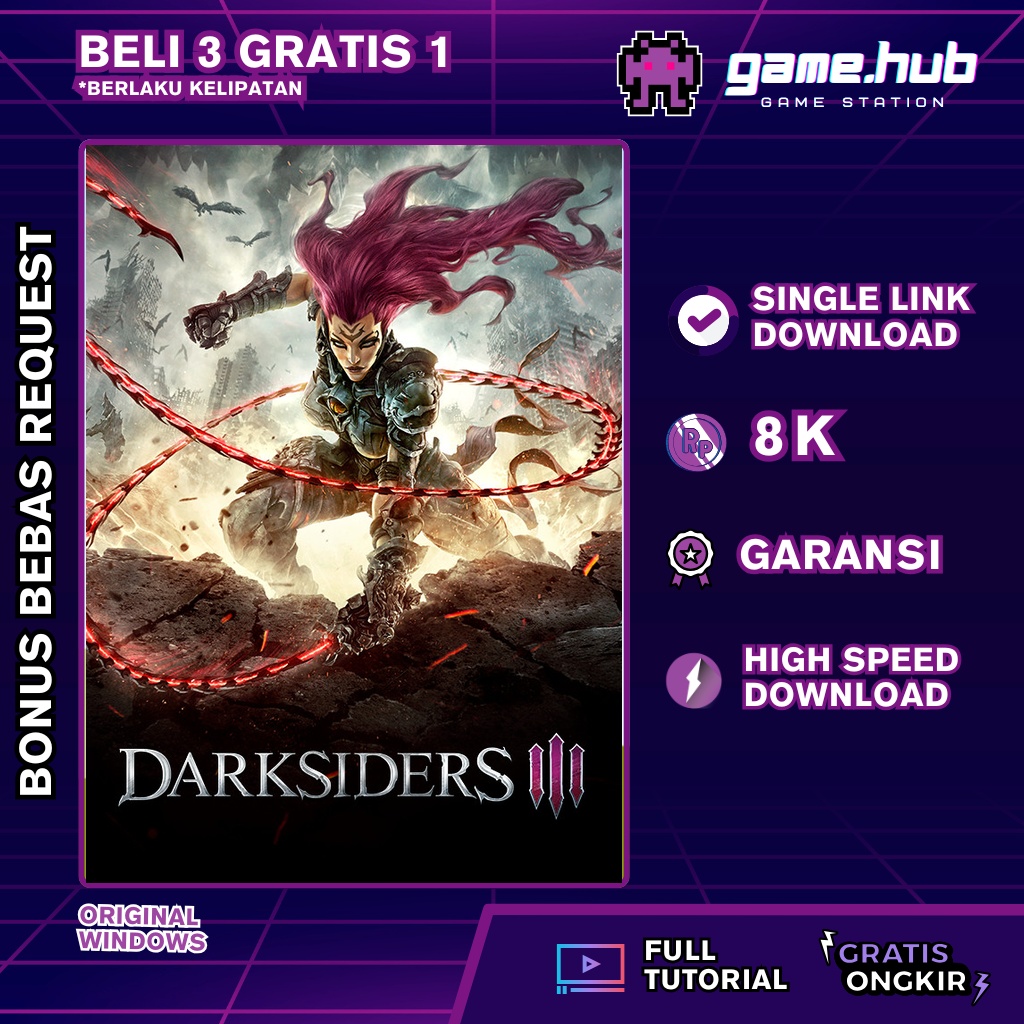 BELI 3 GRATIS 1
*BERLAKU KELIPATAN
game.hub
GAME STATION
BONUS BEBAS REQUEST
SINGLE LINK
DOWNLOAD
Rp
8K
GARANSI
HIGH SPEED
DOWNLOAD
DARKSIDERS III
ORIGINAL
WINDOWS
FULL
TUTORIAL
GRATIS
ONGKIR